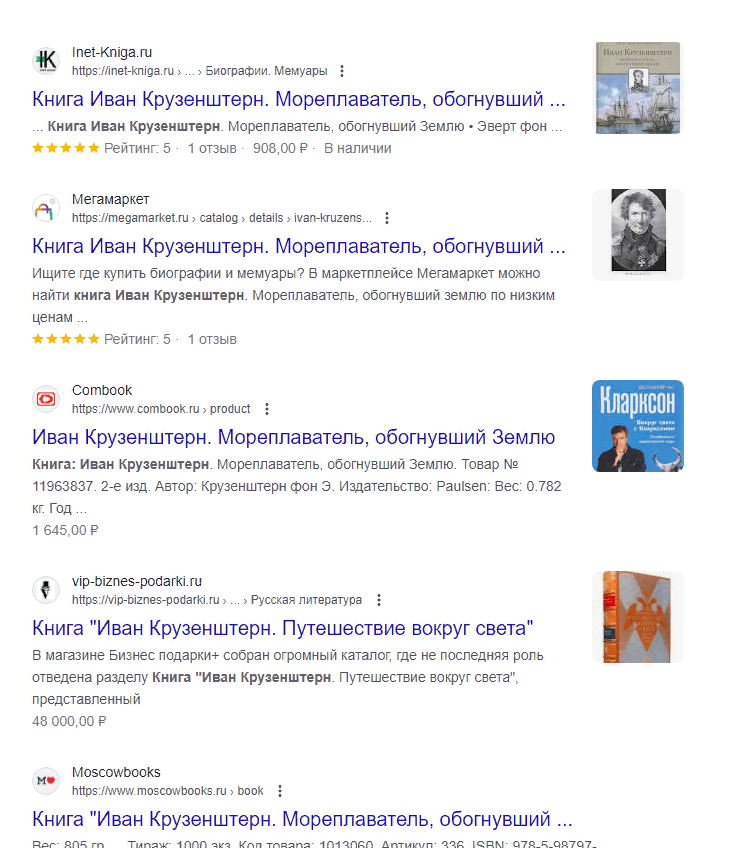 Inet-Kniga.ru
https://inet-kniga.ru › ... › Биографии. Мемуары
Книга Иван Крузенштерн. Мореплаватель, обогнувший ...
... Книга Иван Крузенштерн. Мореплаватель, обогнувший Землю • Эверт фон ...
Рейтинг: 5 · 1 отзыв · 908,00 ₽ · В наличии
Иван Крузенштерн
Мегамаркет
https://megamarket.ru › catalog › details › ivan-kruzens...
Книга Иван Крузенштерн. Мореплаватель, обогнувший ...
Ищите где купить биографии и мемуары? В маркетплейсе Мегамаркет можно
найти книга Иван Крузенштерн. Мореплаватель, обогнувший землю по низким
ценам ...
Рейтинг: 5 · 1 отзыв
Combook
https://www.combook.ru › product
Иван Крузенштерн. Мореплаватель, обогнувший Землю
Книга: Иван Крузенштерн. Мореплаватель, обогнувший Землю. Товар №
11963837. 2-е изд. Автор: Крузенштерн фон Э. Издательство: Paulsen: Вес: 0.782
кг. Год ...
1 645,00 ₽
Кларксон
Вокруг света
с Кларксоном
vip-biznes-podarki.ru
https://vip-biznes-podarki.ru › ... › Русская литература
Книга "Иван Крузенштерн. Путешествие вокруг света"
В магазине Бизнес подарки+ собран огромный каталог, где не последняя роль
отведена разделу Книга "Иван Крузенштерн. Путешествие вокруг света",
представленный
48 000,00 ₽
Moscowbooks
https://www.moscowbooks.ru › book
Книга "Иван Крузенштерн. Мореплаватель, обогнувший ...
Вес: 805 гр. ... Тираж: 1000 экз. Код товара: 1013060. Артикул: 336. ISBN: 978-5-98797-